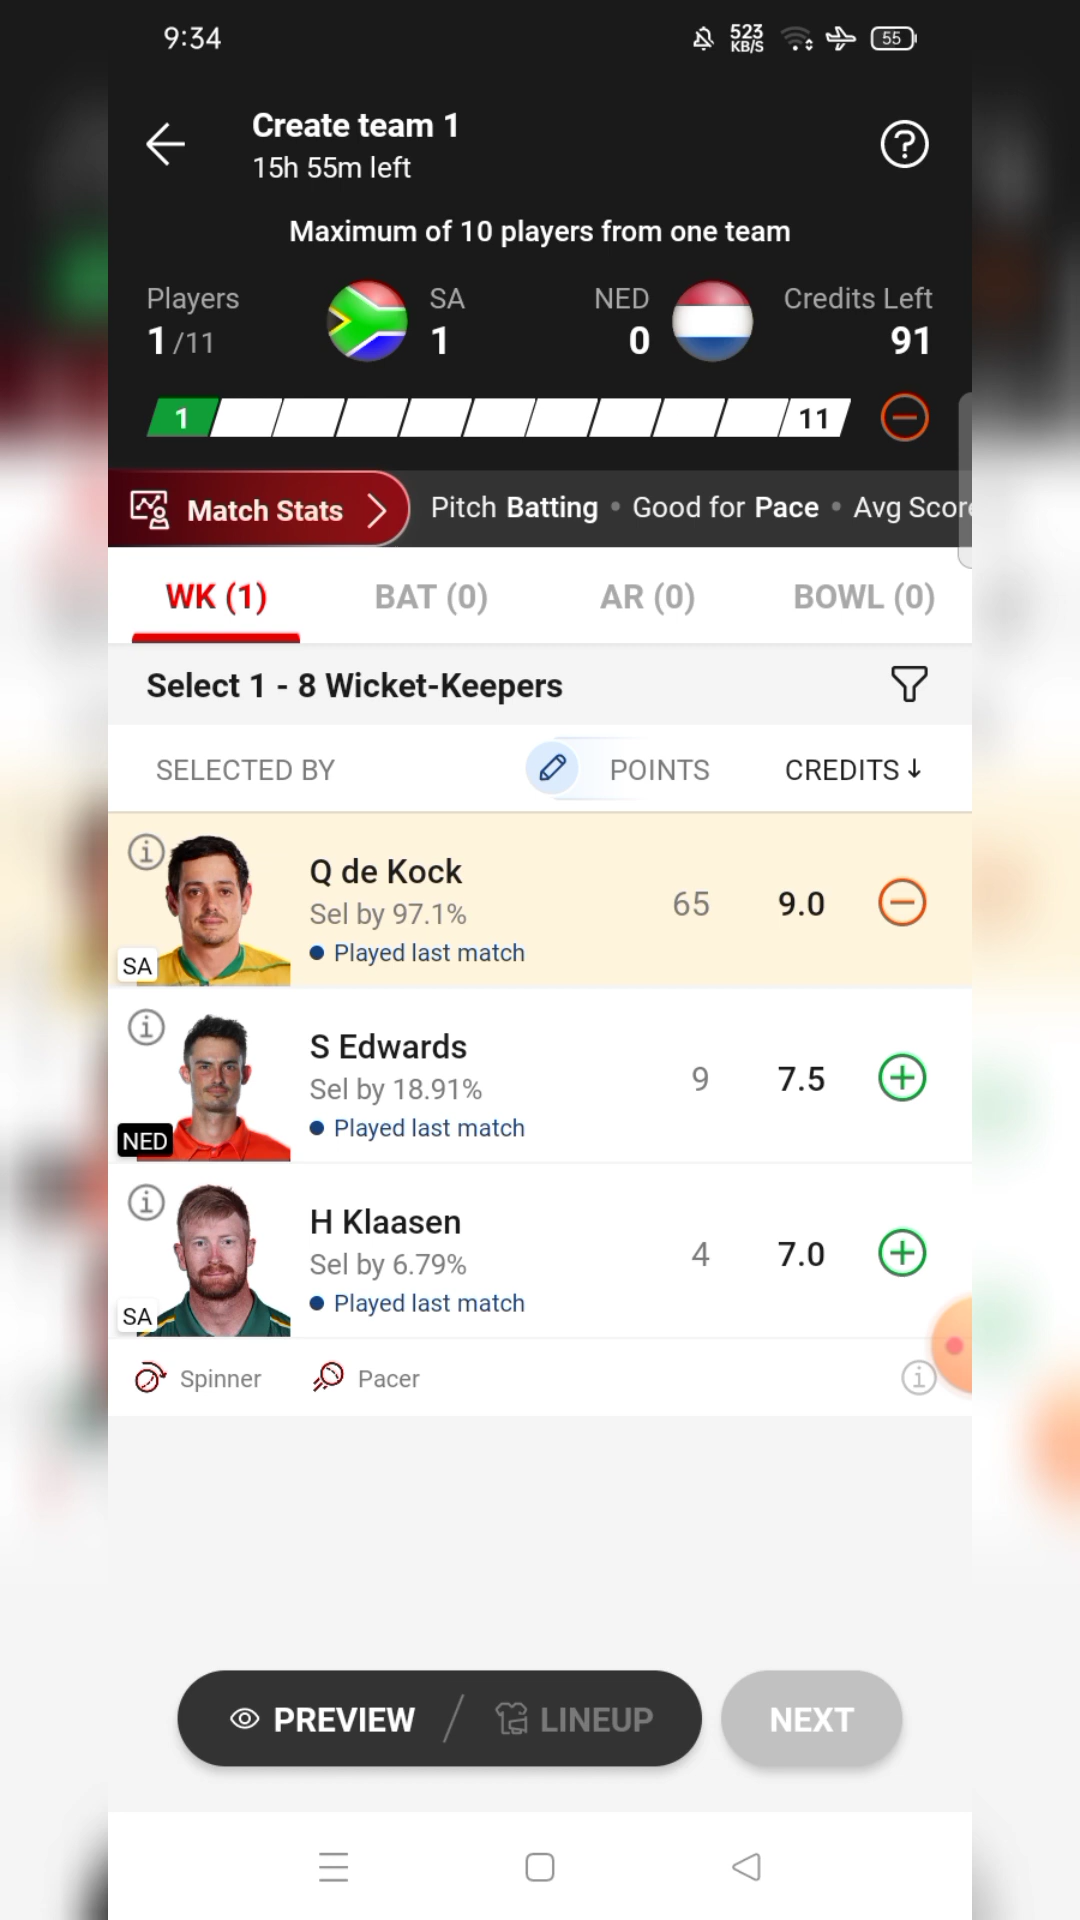 9:34
523 KB/S
55
Create team 1
15h 55m left
Maximum of 10 players from one team
Players SA NED Credits Left
1 /11 1 0 91
1 11
Match Stats Pitch Batting • Good for Pace • Avg Score
WK (1) BAT (0) AR (0) BOWL (0)
Select 1 - 8 Wicket-Keepers
SELECTED BY POINTS CREDITS ↓
Q de Kock
Sel by 97.1% 65 9.0
Played last match
SA
S Edwards
Sel by 18.91% 9 7.5
Played last match
NED
H Klaasen
Sel by 6.79% 4 7.0
Played last match
SA
Spinner Pacer
PREVIEW / LINEUP NEXT